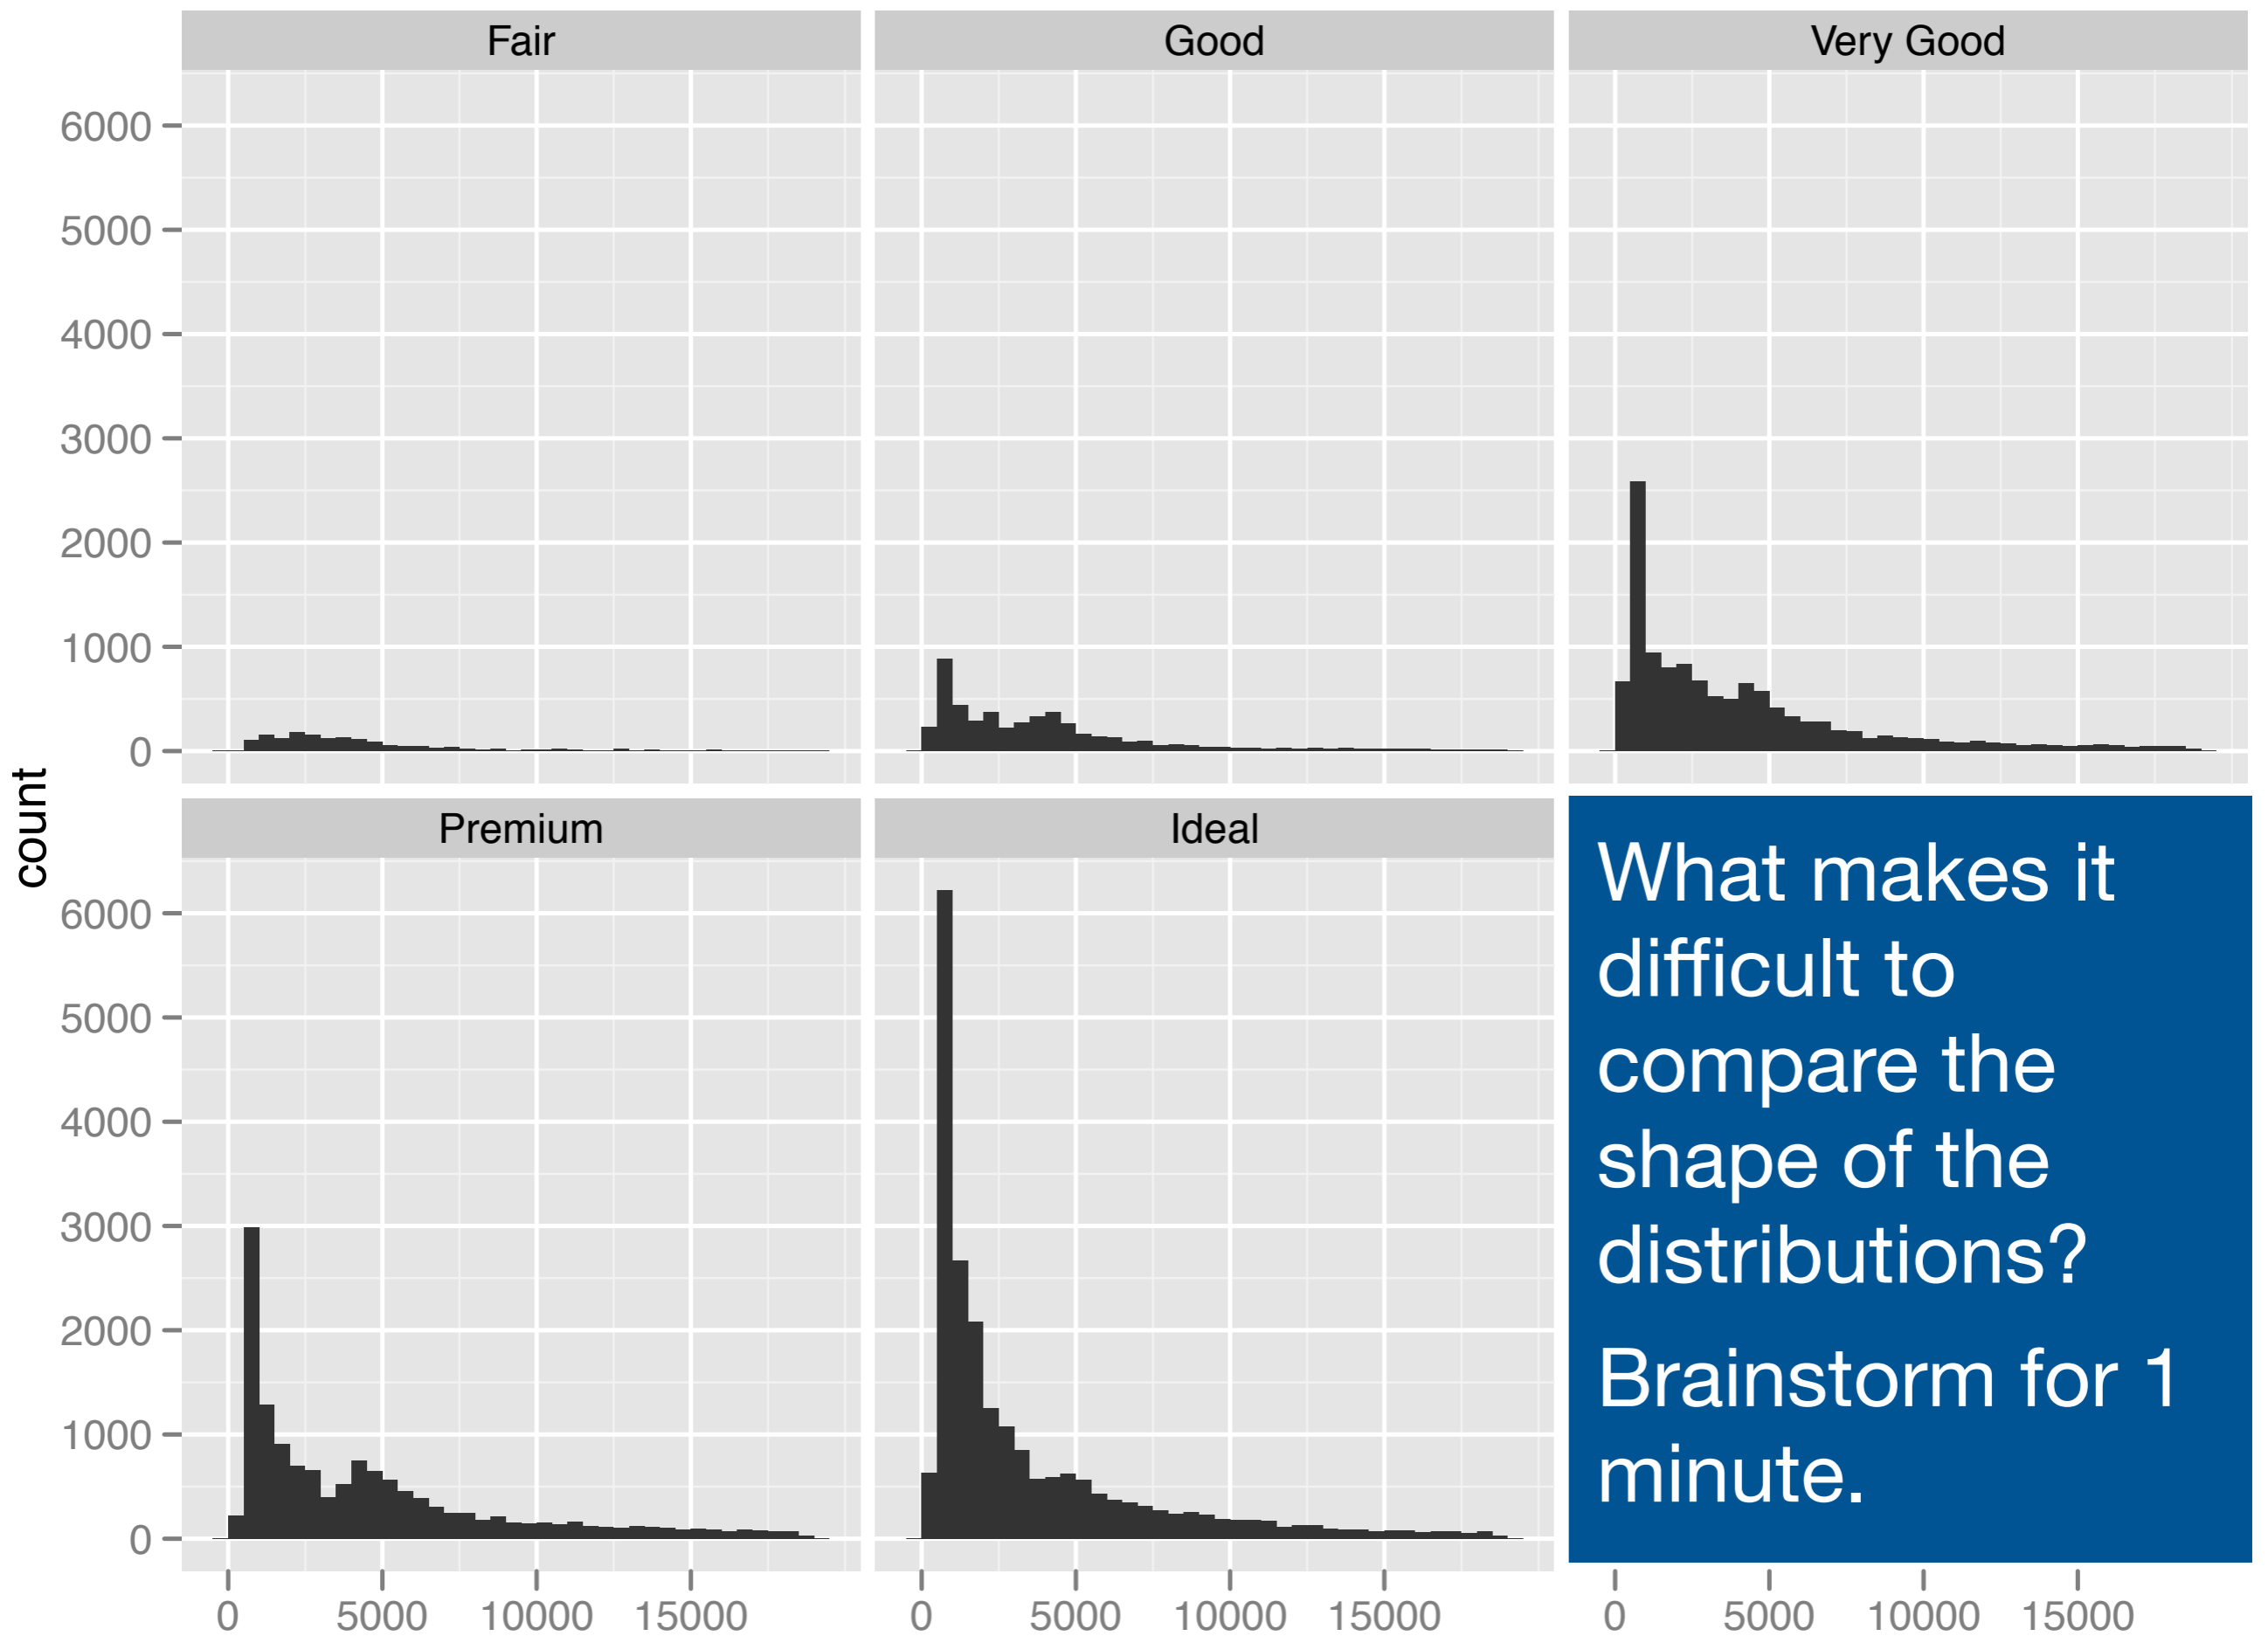 Fair
Good
Very Good
6000
5000
4000
3000
2000
1000
0
count
Premium
Ideal
6000
5000
4000
3000
2000
1000
0
What makes it
difficult to
compare the
shape of the
distributions?
Brainstorm for 1
minute.
0 5000 10000 15000
0 5000 10000 15000
0 5000 10000 15000